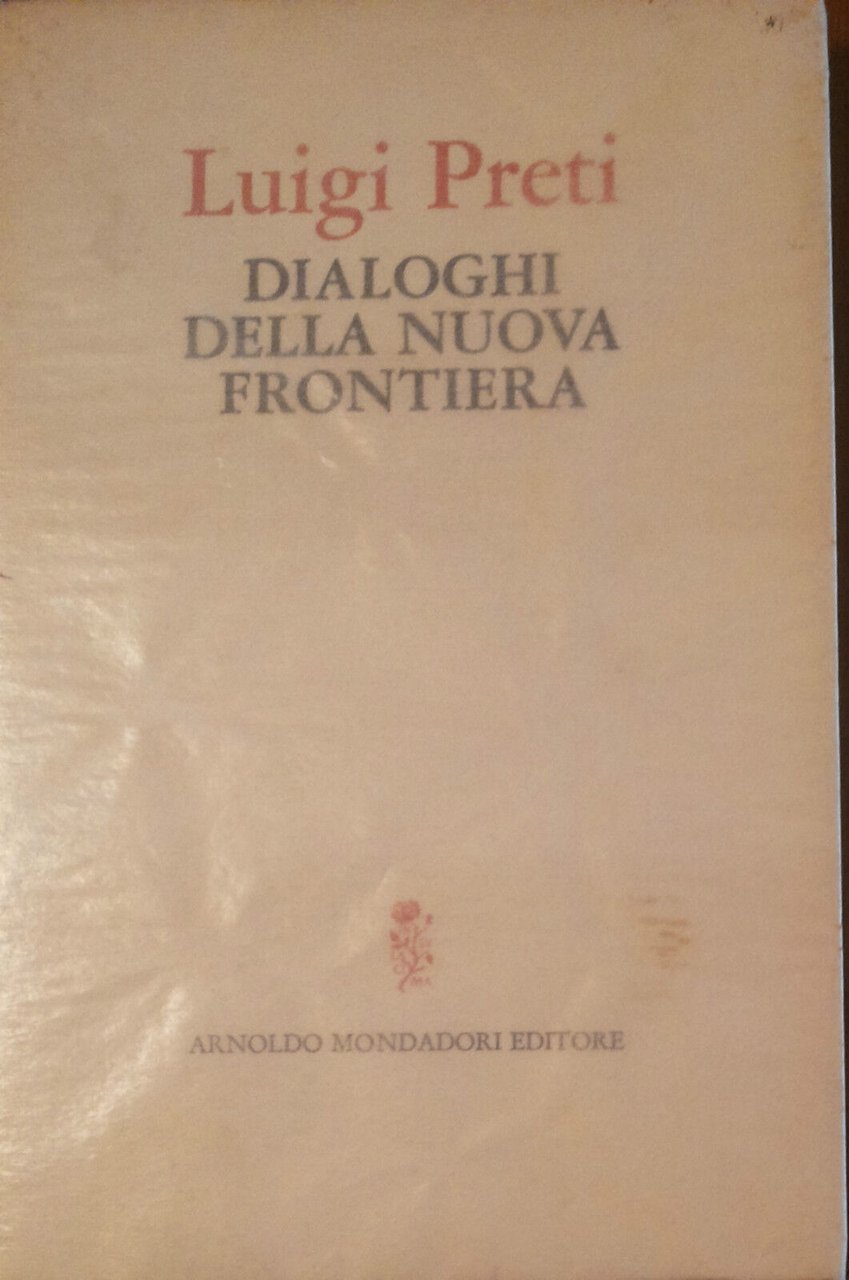 Luigi Preti
DIALOGHI
DELLA NUOVA
FRONTIERA
ARNOLDO MONDADORI EDITORE